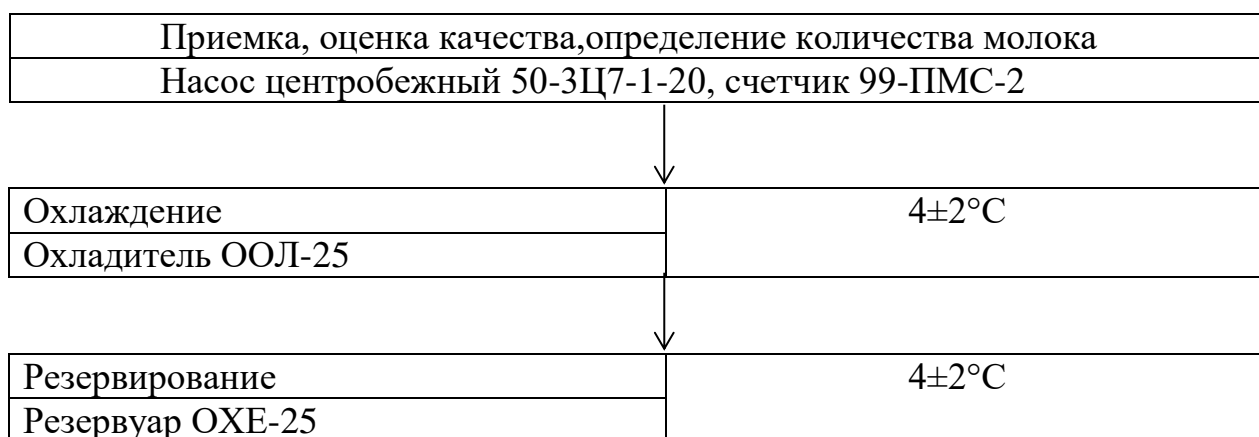 Приемка, оценка качества,определение количества молока
Насос центробежный 50-3Ц7-1-20, счетчик 99-ПМС-2
Охлаждение 4±2°С
Охладитель ООЛ-25
Резервирование 4±2°С
Резервуар ОХЕ-25